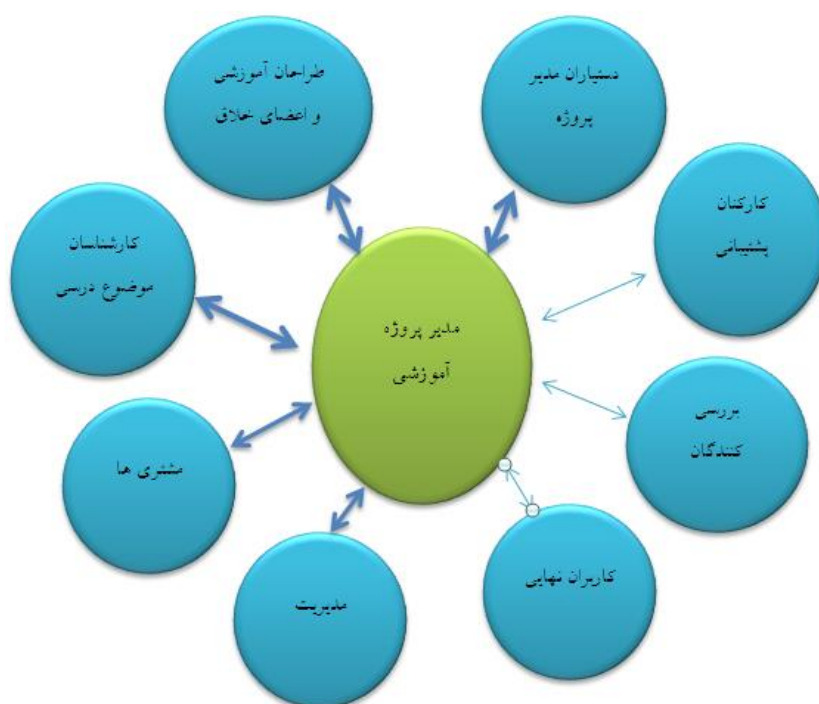 طراحان آموزشی
و اعضای خلاق
دستیاران مدیر
پروژه
کارکنان
پشتیبانی
کارشناسان
موضوع درسی
مدیر پروژه
آموزشی
بررسی
کنندگان
مشتری ها
کاربران نهایی
مدیریت